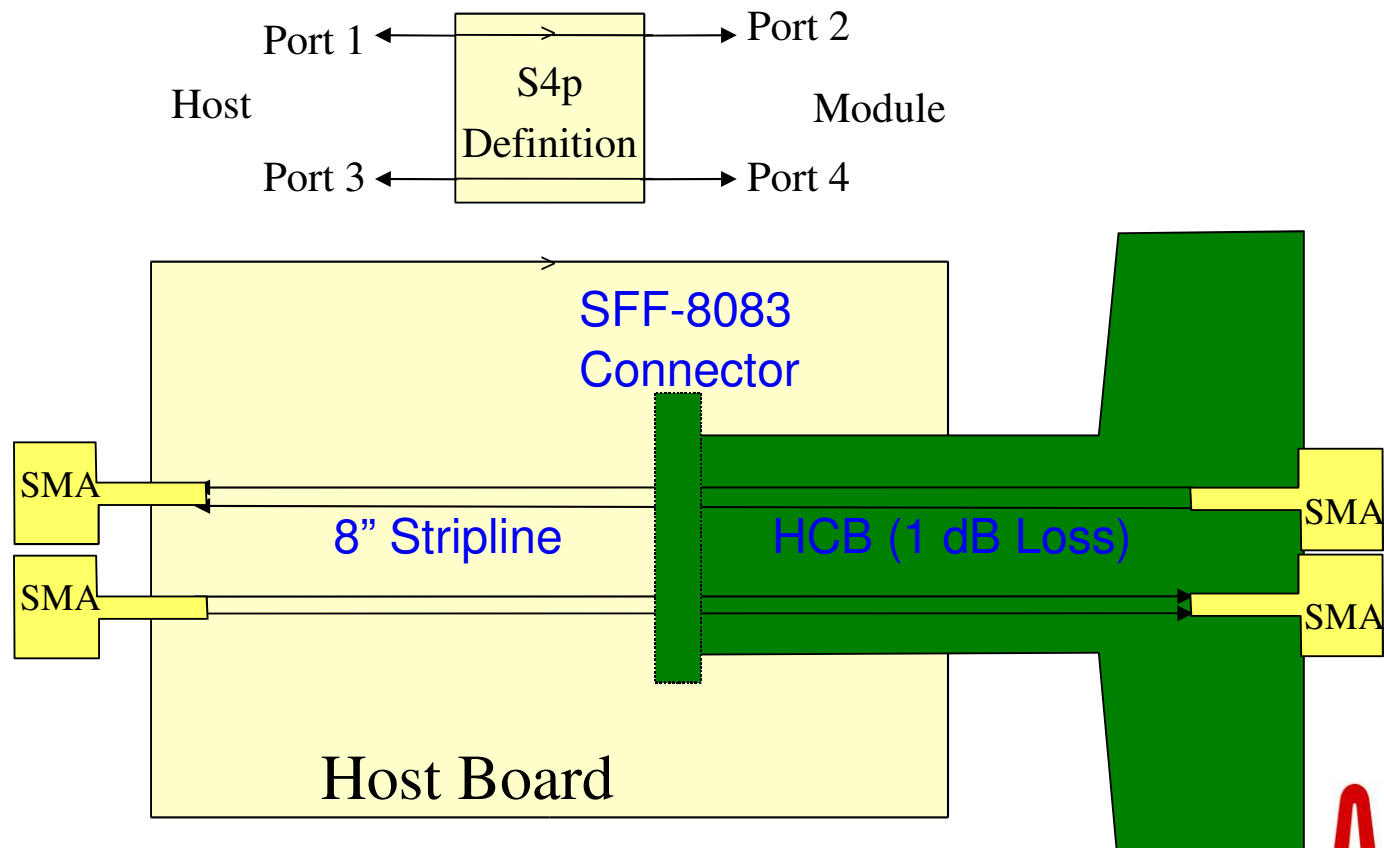 Port 1
Port 2
S4p
Definition
Host
Module
Port 3
Port 4
SFF-8083
Connector
SMA
SMA
8” Stripline
HCB (1 dB Loss)
SMA
SMA
Host Board